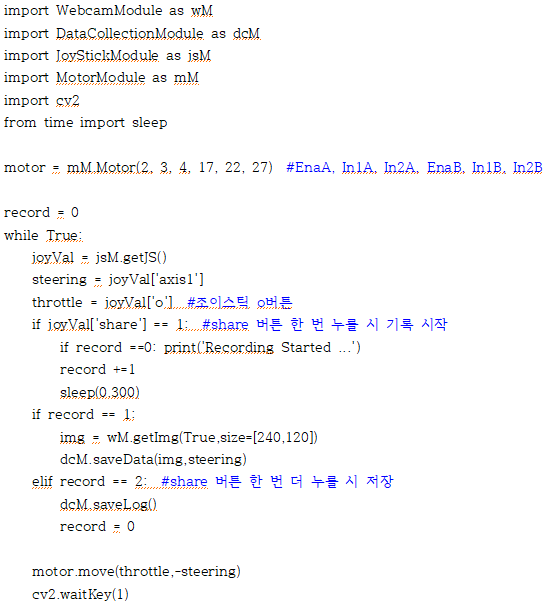 import WebcamModule as wM
import DataCollectionModule as dcM
import JoyStickModule as jsM
import MotorModule as mM
import cv2
from time import sleep

motor = mM.Motor(2, 3, 4, 17, 22, 27)  #EnaA, In1A, In2A, EnaB, In1B, In2B

record = 0
while True:
    joyVal = jsM.getJS()
    steering = joyVal['axis1']
    throttle = joyVal['o']  #조이스틱 o버튼
    if joyVal['share'] == 1:  #share 버튼 한 번 누를 시 기록 시작
        if record ==0: print('Recording Started ...')
        record +=1
        sleep(0.300)
    if record == 1:
        img = wM.getImg(True,size=[240,120])
        dcM.saveData(img,steering)
    elif record == 2:  #share 버튼 한 번 더 누를 시 저장
        dcM.saveLog()
        record = 0

    motor.move(throttle,-steering)
    cv2.waitKey(1)